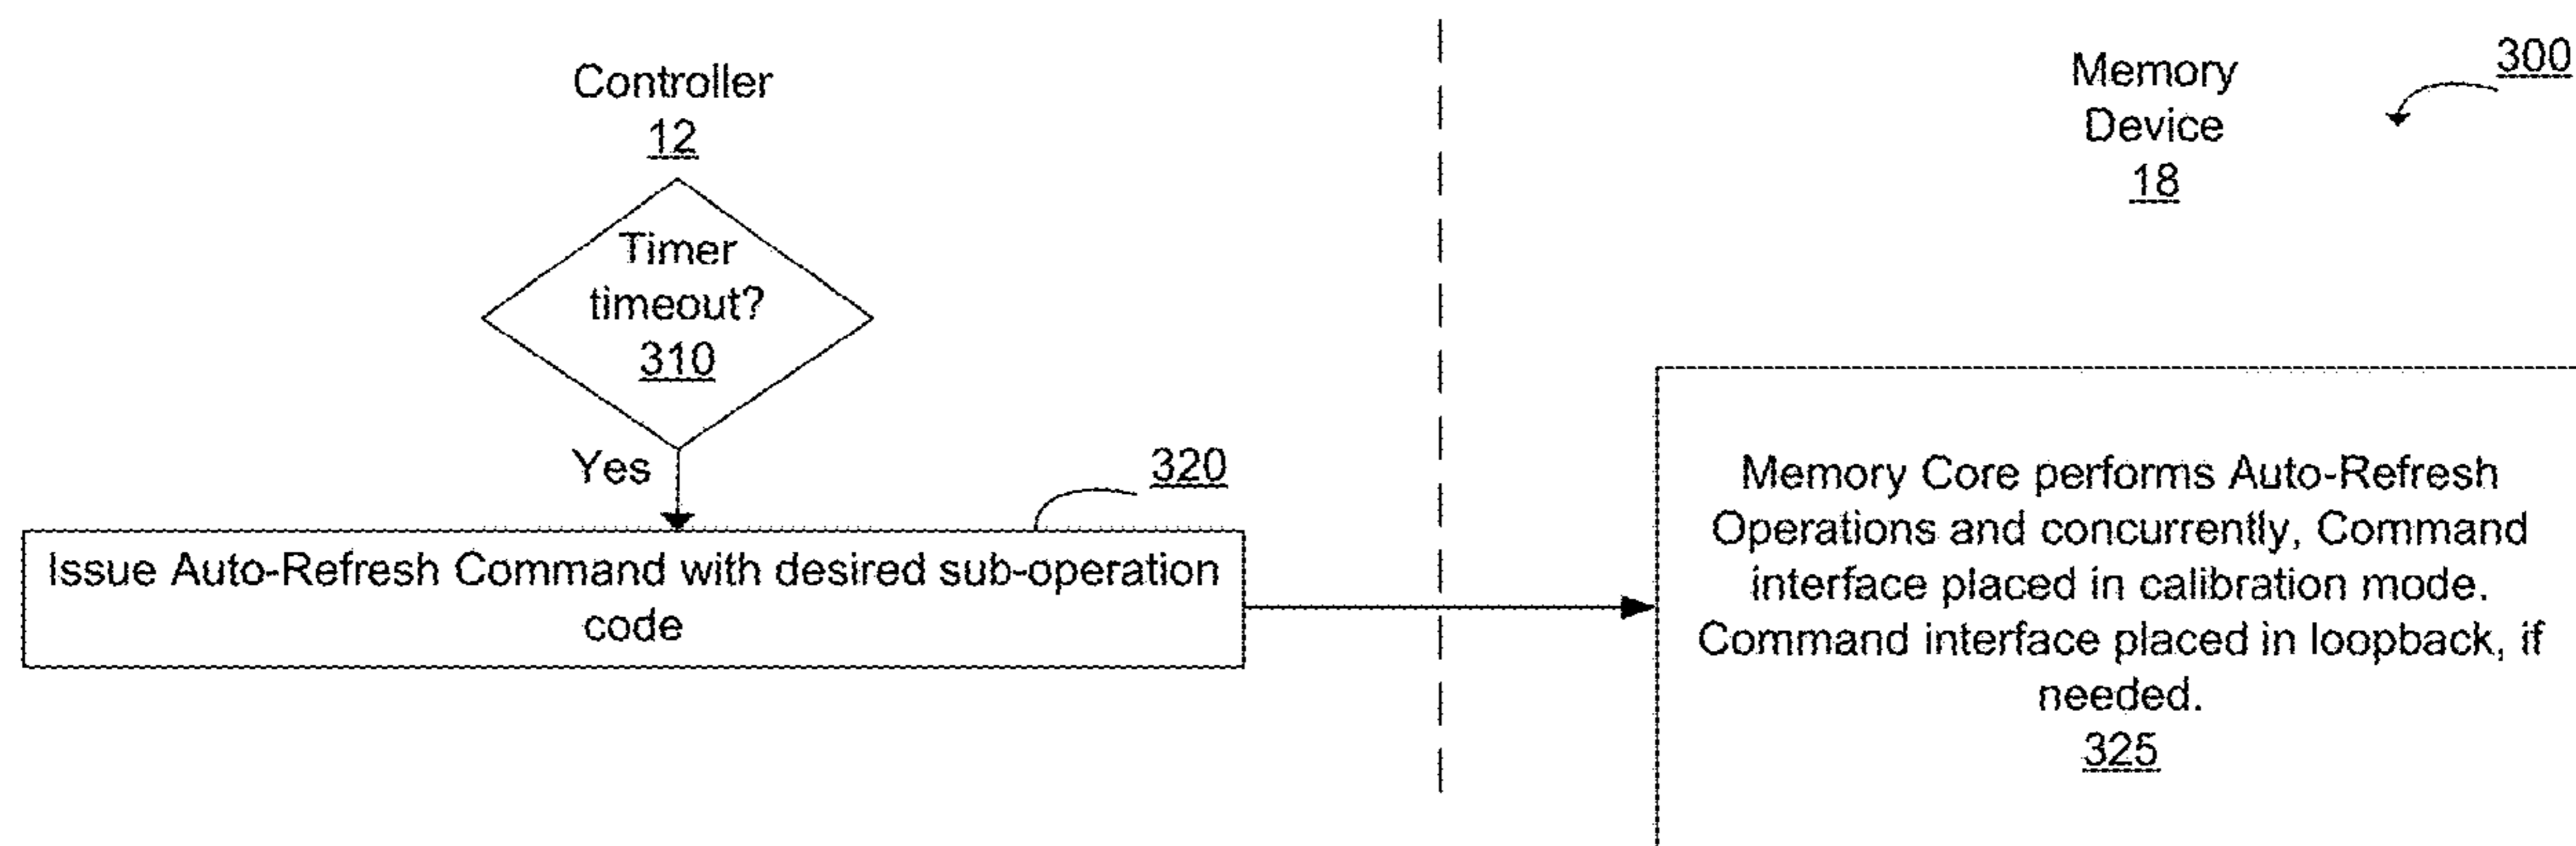 Controller
12
Timer
timeout?
310
Yes
320
Issue Auto-Refresh Command with desired sub-operation
code
Memory
Device
18
300
Memory Core performs Auto-Refresh
Operations and concurrently, Command
interface placed in calibration mode.
Command interface placed in loopback, if
needed.
325